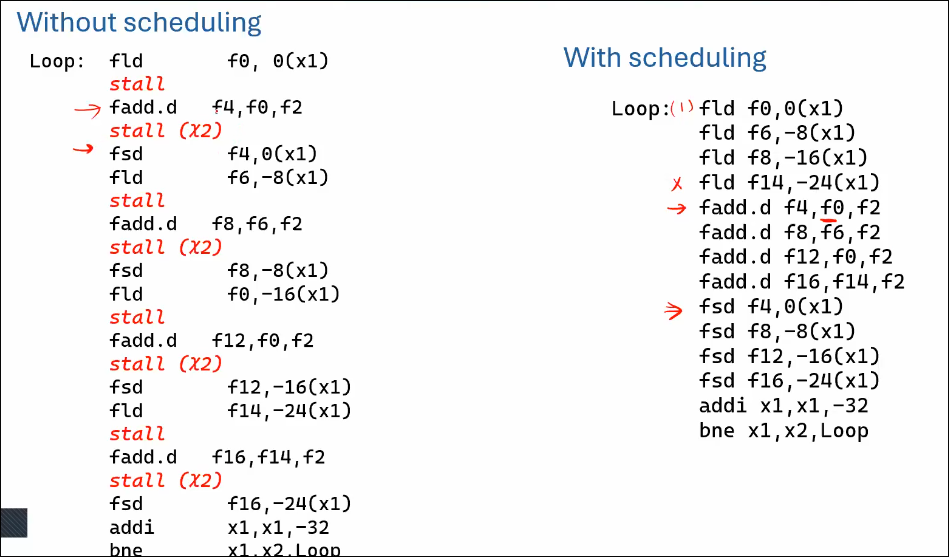 Without scheduling
Loop: fld f0, 0(x1)
stall
fadd.d f4,f0,f2
stall (X2)
fsd f4,0(x1)
fld f6,-8(x1)
stall
fadd.d f8,f6,f2
stall (X2)
fsd f8,-8(x1)
fld f0,-16(x1)
stall
fadd.d f12,f0,f2
stall (X2)
fsd f12,-16(x1)
fld f14,-24(x1)
stall
fadd.d f16,f14,f2
stall (X2)
fsd f16,-24(x1)
addi x1,x1,-32
bne x1,x2,Loop
With scheduling
Loop: (1) fld f0,0(x1)
fld f6,-8(x1)
fld f8,-16(x1)
x fld f14,-24(x1)
fadd.d f4,f0,f2
fadd.d f8,f6,f2
fadd.d f12,f0,f2
fadd.d f16,f14,f2
fsd f4,0(x1)
fsd f8,-8(x1)
fsd f12,-16(x1)
fsd f16,-24(x1)
addi x1,x1,-32
bne x1,x2,Loop